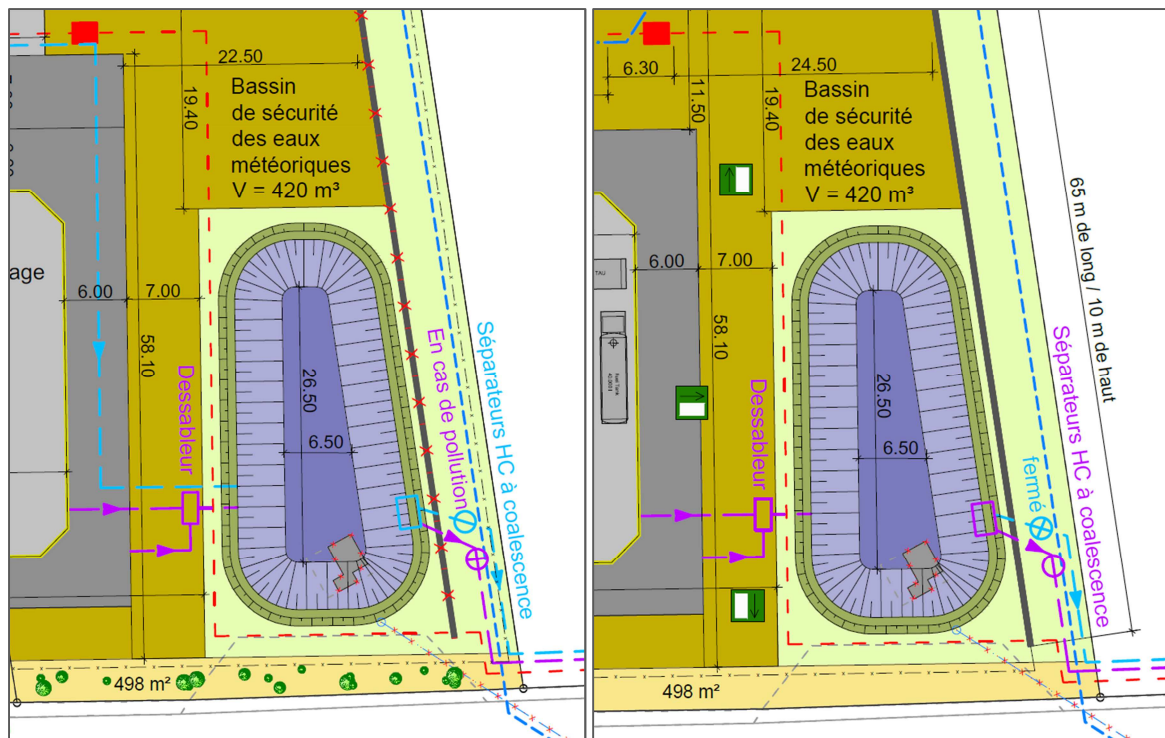 22.50
19.40
Bassin
de sécurité
des eaux
météoriques
V = 420 m³
age
6.00
7.00
58.10
Dessableur
26.50
6.50
En cas de pollution
Séparateurs HC à coalescence
498 m²
6.30
24.50
11.50
19.40
Bassin
de sécurité
des eaux
météoriques
V = 420 m³
TAU
6.00
7.00
58.10
Dessableur
26.50
6.50
fermé
Séparateurs HC à coalescence
65 m de long / 10 m de haut
498 m²